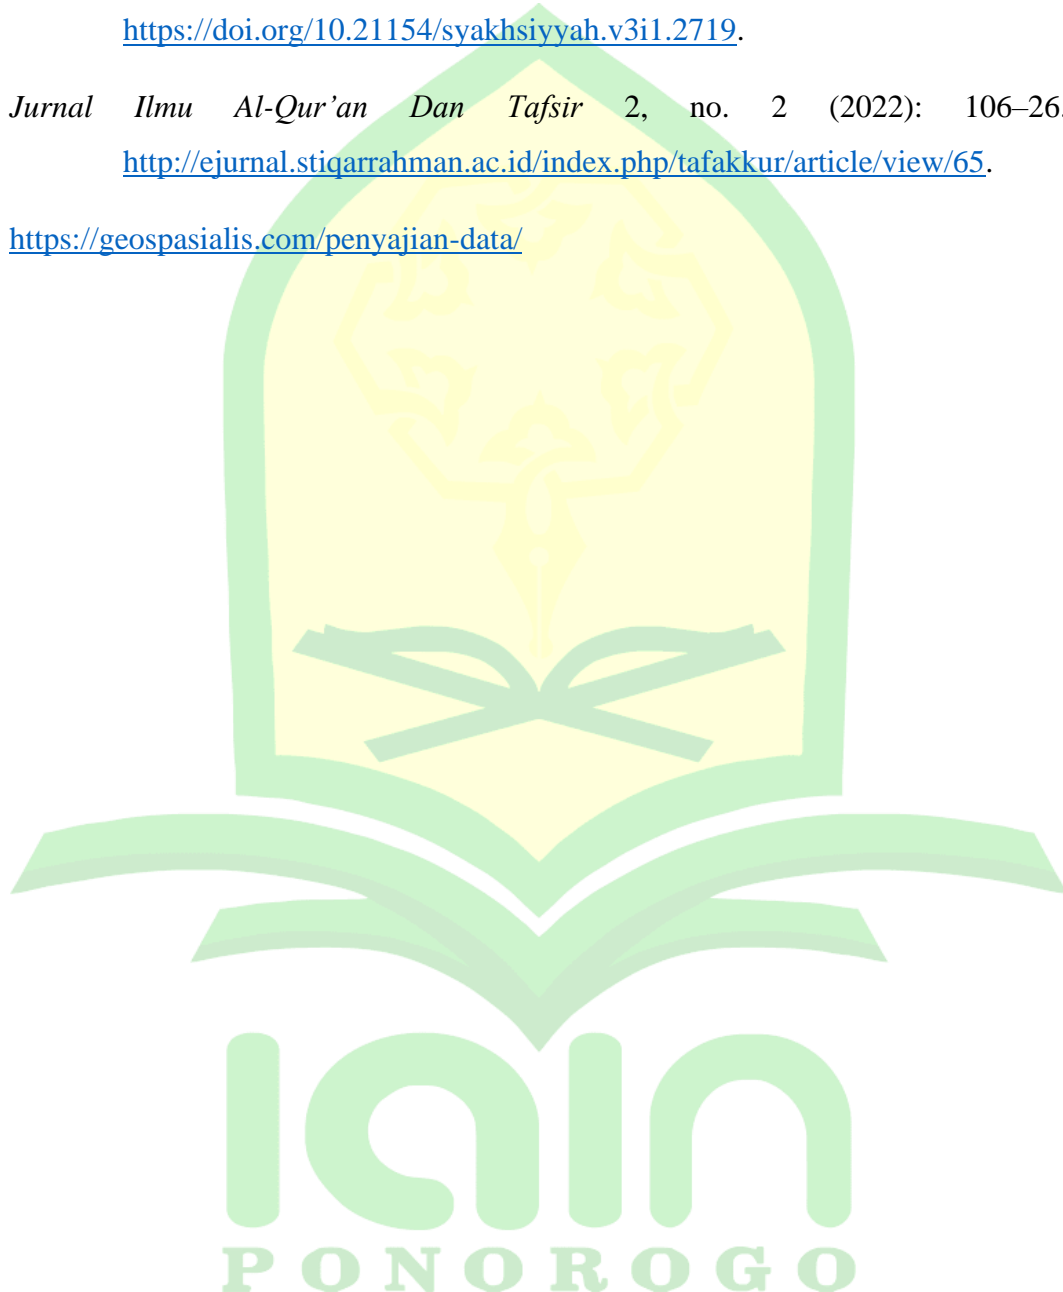 https://doi.org/10.21154/syakhsiyyah.v3i1.2719.
Jurnal Ilmu Al-Qur’an Dan Tafsir 2, no. 2 (2022): 106–26.
http://ejurnal.stiqarrahman.ac.id/index.php/tafakkur/article/view/65.
https://geospasialis.com/penyajian-data/
iain
PONOROGO